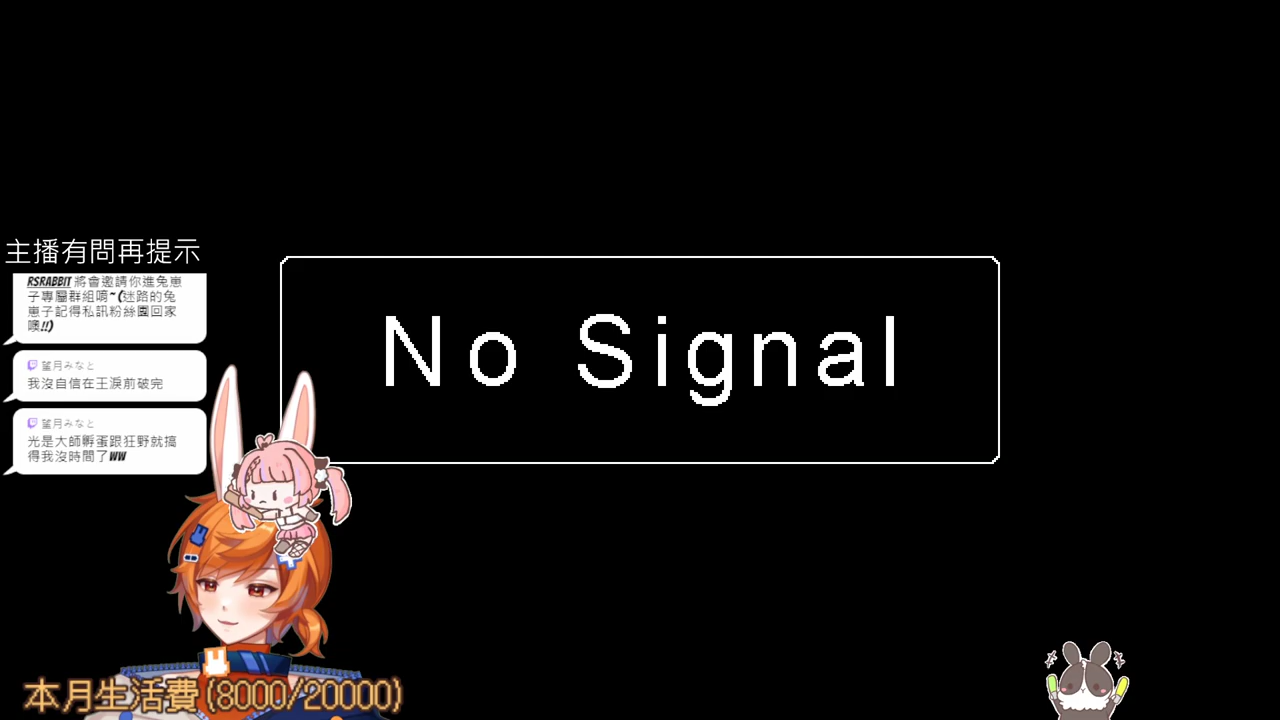 主播有問再提示
RSRABBIT 將會邀請你進兔崽
子專屬群組唷~(迷路的兔
崽子記得私訊粉絲團回家
噢!!)
望月みなと
我沒自信在王淚前破完
望月みなと
光是大師孵蛋跟狂野就搞
得我沒時間了WW
No Signal
本月生活費(8000/20000)